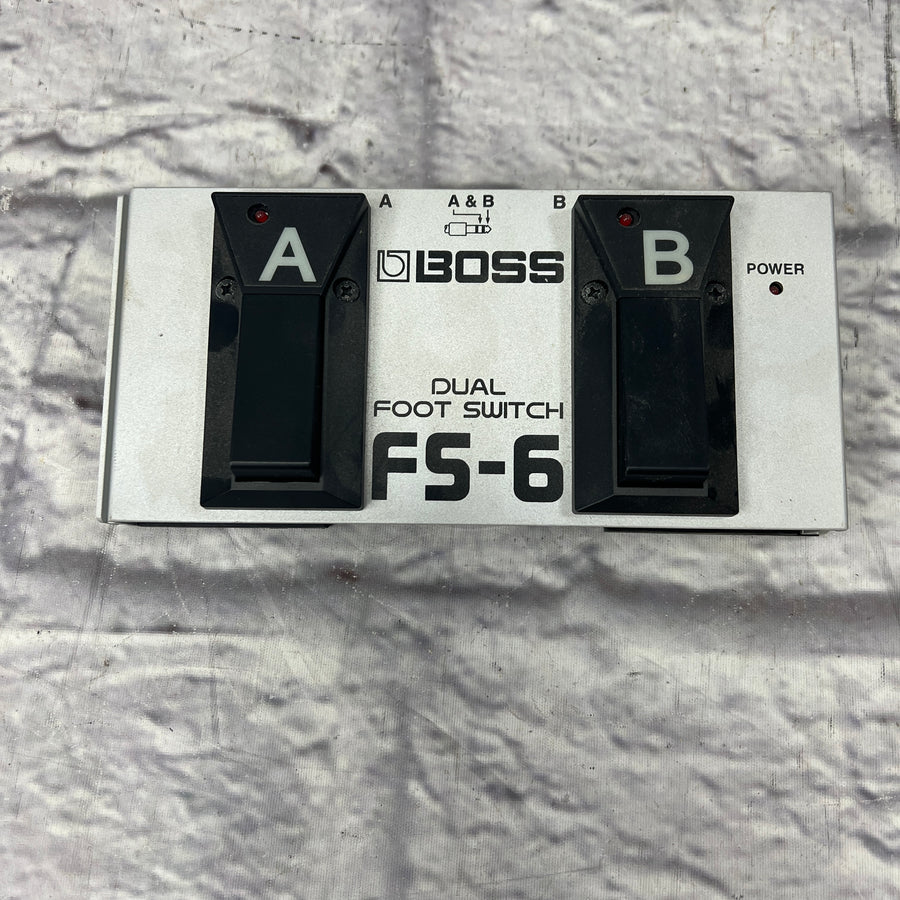 A A & B B
A B
BOSS
POWER
DUAL
FOOT SWITCH
FS-6